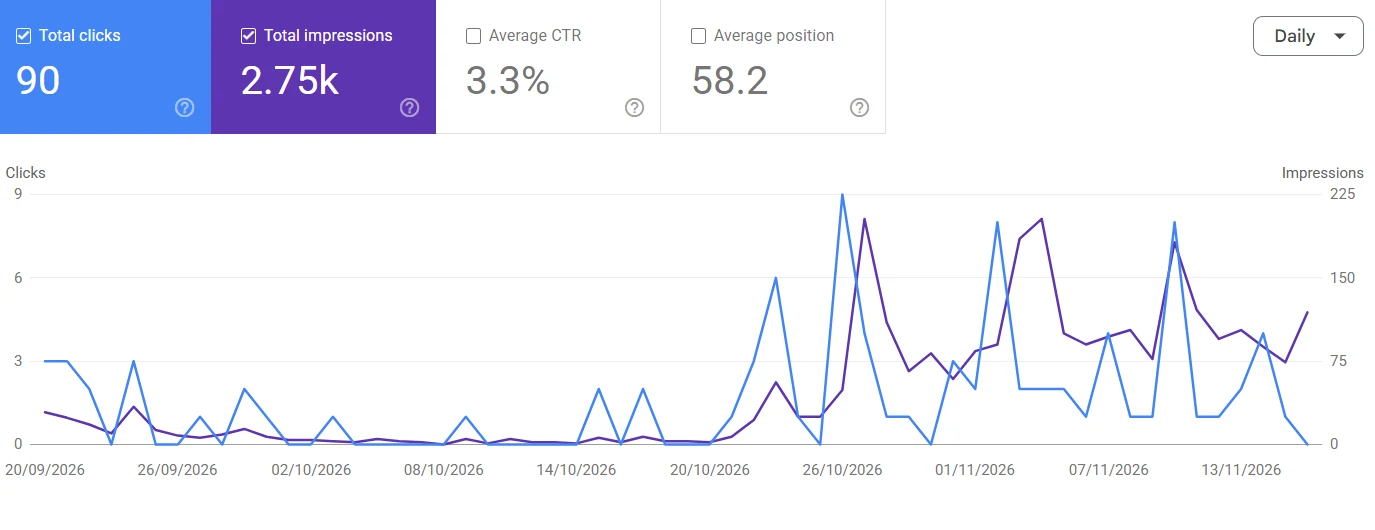 Total clicks
90
Total impressions
2.75k
Average CTR
3.3%
Average position
58.2
Daily
Clicks
Impressions
9
225
6
150
3
75
0
0
20/09/2026 26/09/2026 02/10/2026 08/10/2026 14/10/2026 20/10/2026 26/10/2026 01/11/2026 07/11/2026 13/11/2026